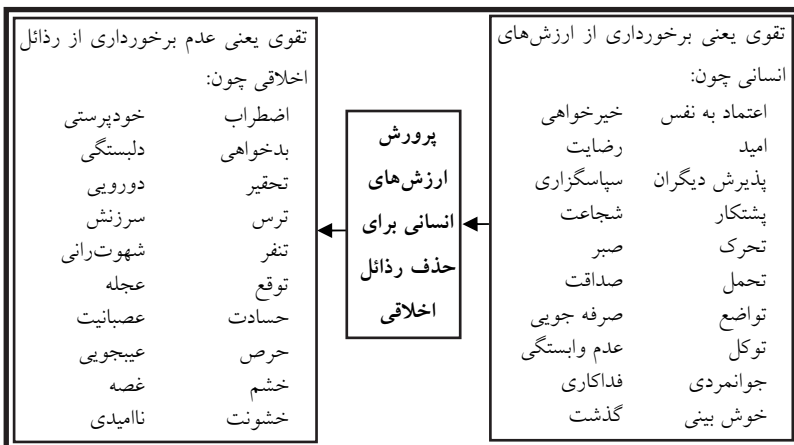 تقوی یعنی برخورداری از ارزش‌های
انسانی چون:
اعتماد به نفس خیرخواهی
امید رضایت
پذیرش دیگران سپاسگزاری
پشتکار شجاعت
تحرک صبر
تحمل صداقت
تواضع صرفه جویی
توکل عدم وابستگی
جوانمردی فداکاری
خوش بینی گذشت
پرورش
ارزش‌های
انسانی برای
حذف رذائل
اخلاقی
تقوی یعنی عدم برخورداری از رذائل
اخلاقی چون:
اضطراب خودپرستی
بدخواهی دلبستگی
تحقیر دورویی
ترس سرزنش
تنفر شهوت‌رانی
توقع عجله
حسادت عصبانیت
حرص عیبجویی
خشم غصه
خشونت ناامیدی